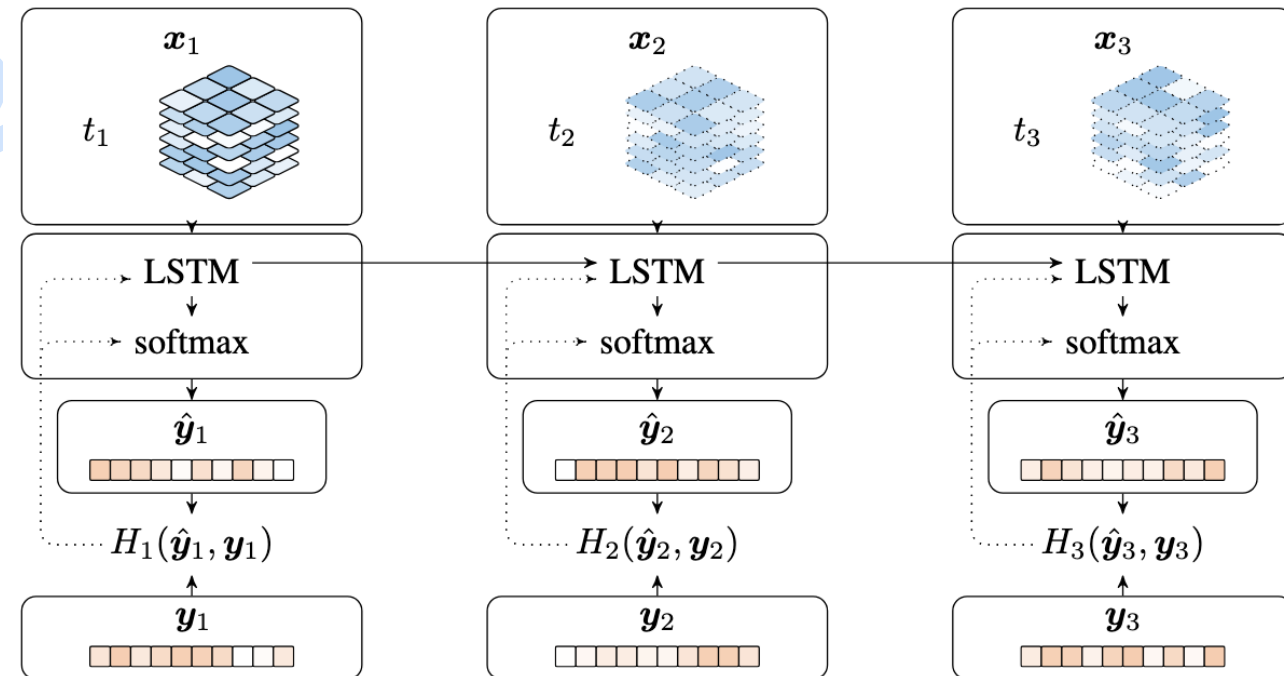 x₁ x₂ x₃
t₁ t₂ t₃
LSTM LSTM LSTM
softmax softmax softmax
ŷ₁ ŷ₂ ŷ₃
H₁(ŷ₁, y₁) H₂(ŷ₂, y₂) H₃(ŷ₃, y₃)
y₁ y₂ y₃